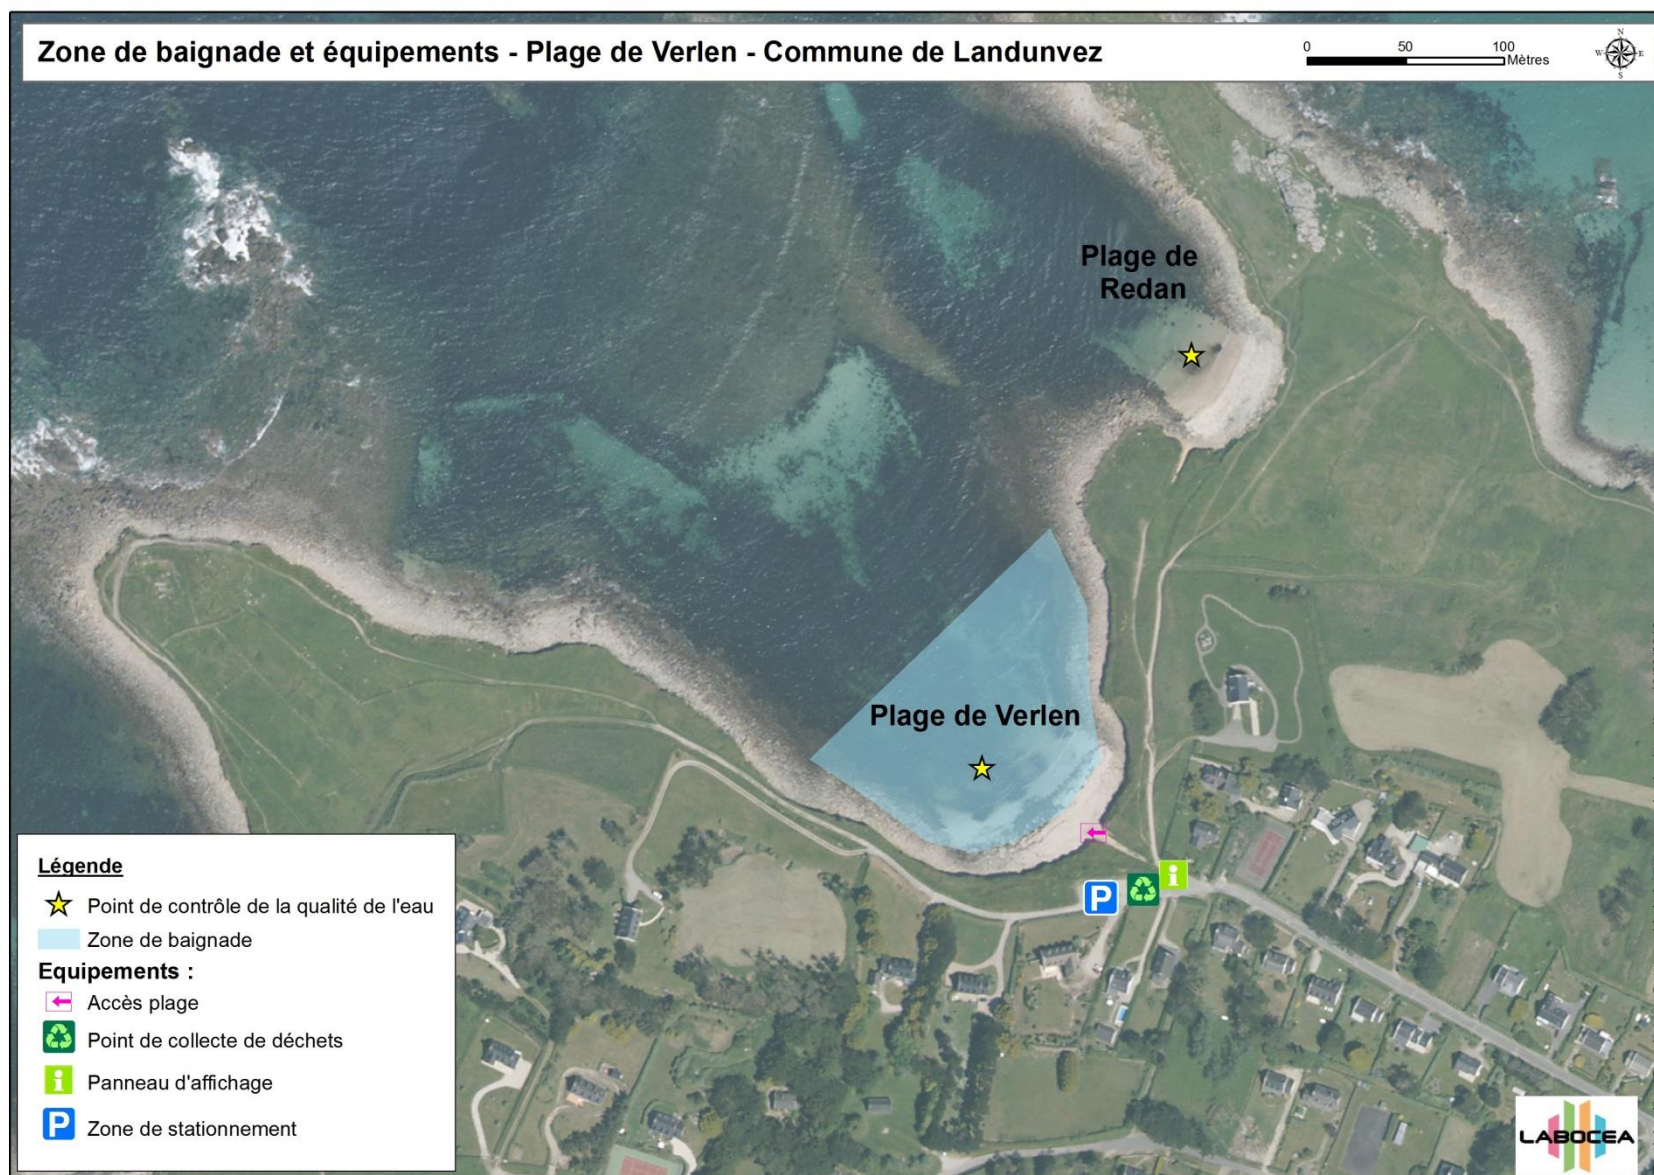 Zone de baignade et équipements - Plage de Verlen - Commune de Landunvez
0 50 100
Mètres
N
W E
S
Plage de
Redan
Plage de Verlen
P
i
Légende
Point de contrôle de la qualité de l'eau
Zone de baignade
Equipements :
Accès plage
Point de collecte de déchets
i Panneau d'affichage
P Zone de stationnement
LABOCEA